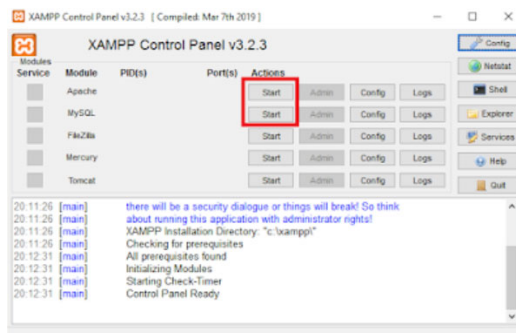 XAMPP Control Panel v3.2.3 [ Compiled: Mar 7th 2019 ]
XAMPP Control Panel v3.2.3
Config
Modules
Service Module PID(s) Port(s) Actions
Netstat
Apache Start Admin Config Logs
Shell
MySQL Start Admin Config Logs
Explorer
FileZilla Start Admin Config Logs
Services
Mercury Start Admin Config Logs
Help
Tomcat Start Admin Config Logs
Quit
20:11:26 [main] there will be a security dialogue or things will break! So think
20:11:26 [main] about running this application with administrator rights!
20:11:26 [main] XAMPP Installation Directory: "c:\xampp\"
20:11:26 [main] Checking for prerequisites
20:12:31 [main] All prerequisites found
20:12:31 [main] Initializing Modules
20:12:31 [main] Starting Check-Timer
20:12:31 [main] Control Panel Ready